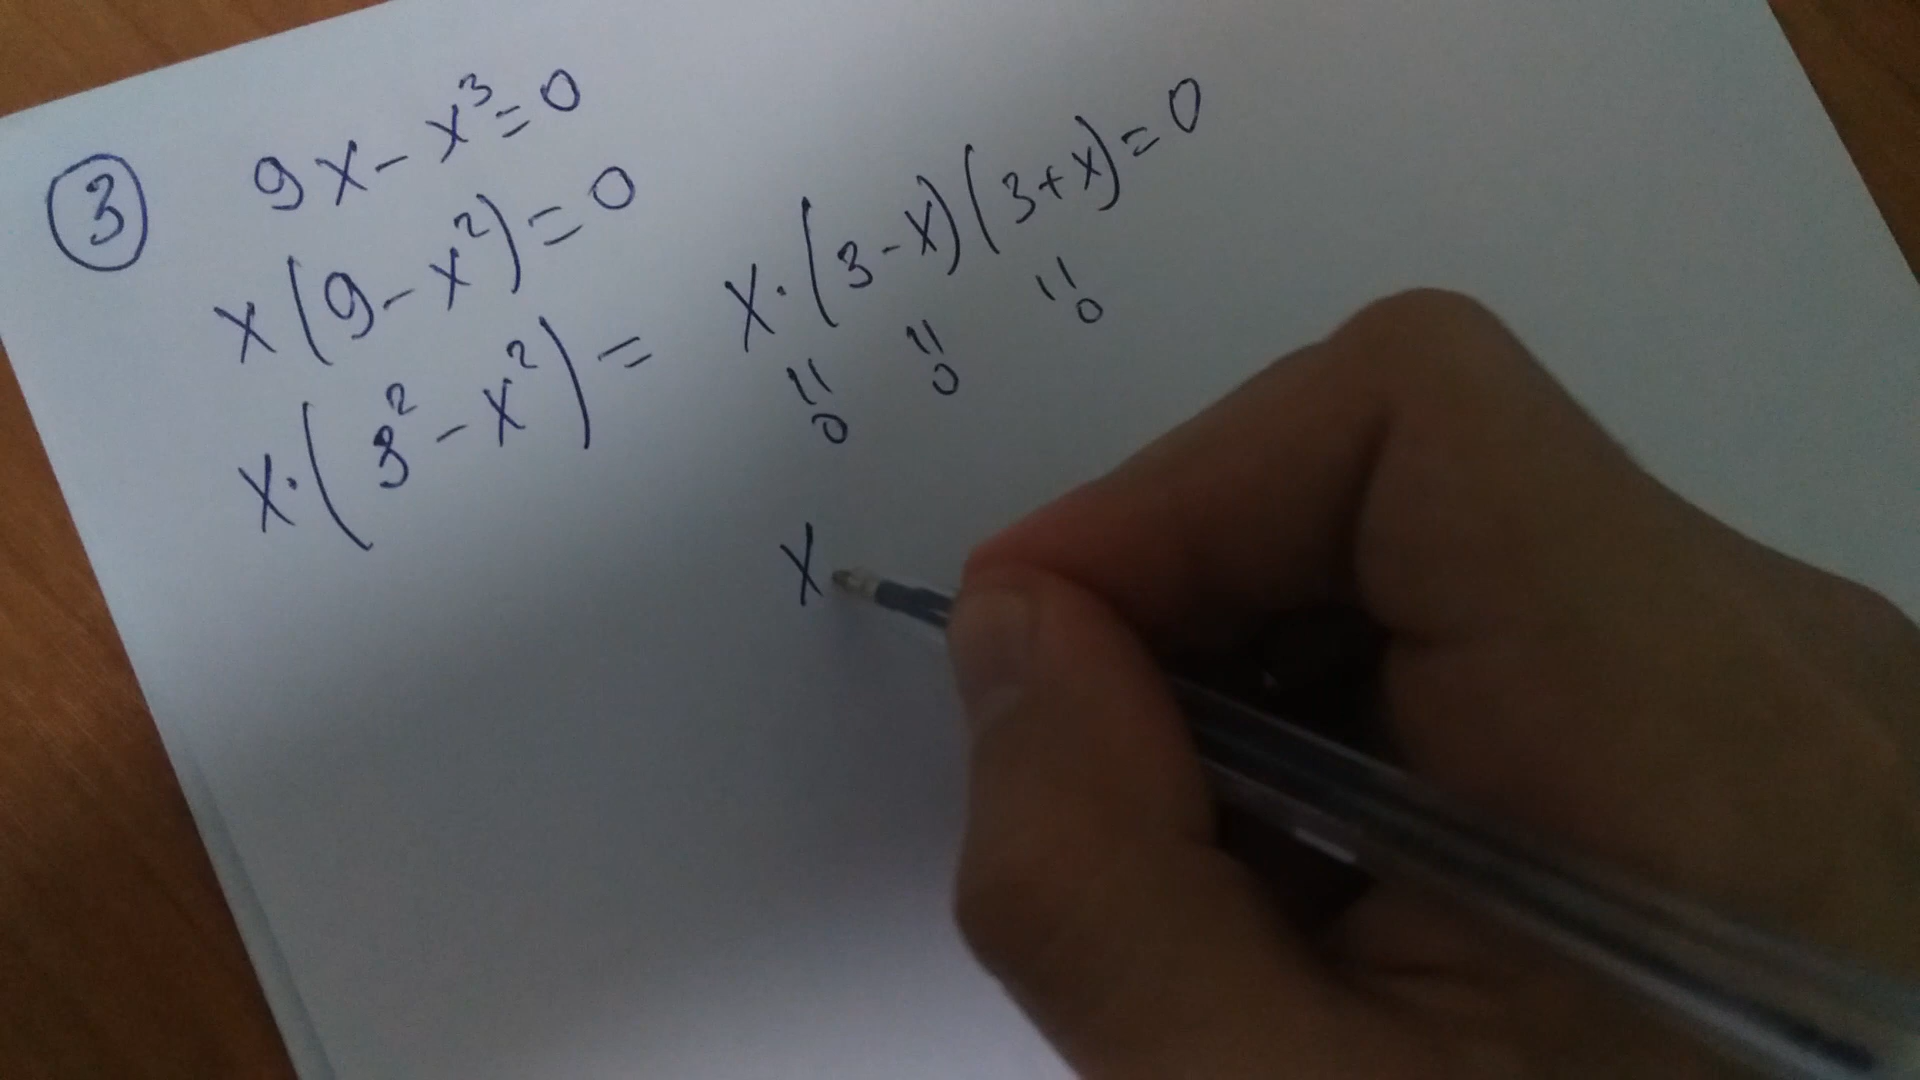 ③ 9x - x³ = 0
x(9 - x²) = 0
x·(3² - x²) = x·(3 - x)(3 + x) = 0
" " "
0 0 0
x